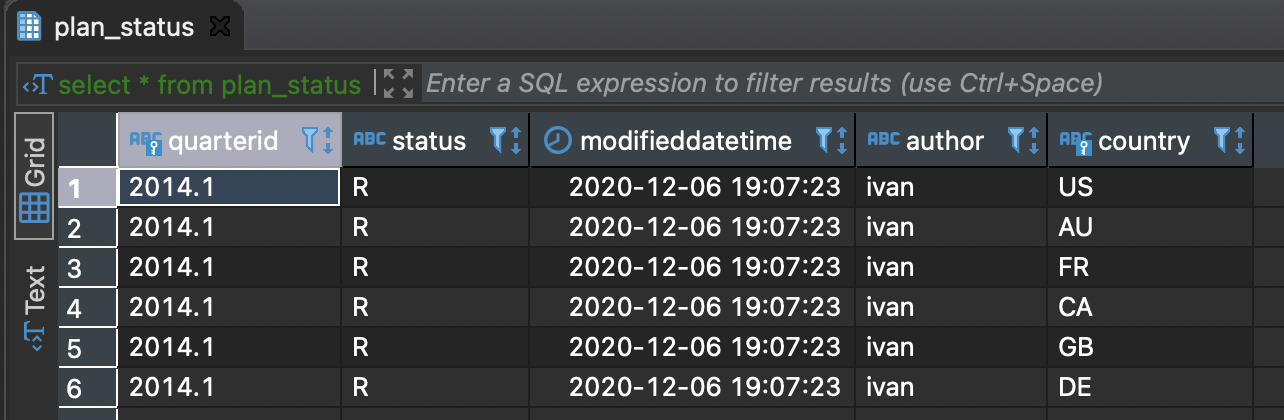 plan_status
select * from plan_status Enter a SQL expression to filter results (use Ctrl+Space)
Grid
Text
ABC quarterid ABC status modifieddatetime ABC author ABC country
1 2014.1 R 2020-12-06 19:07:23 ivan US
2 2014.1 R 2020-12-06 19:07:23 ivan AU
3 2014.1 R 2020-12-06 19:07:23 ivan FR
4 2014.1 R 2020-12-06 19:07:23 ivan CA
5 2014.1 R 2020-12-06 19:07:23 ivan GB
6 2014.1 R 2020-12-06 19:07:23 ivan DE